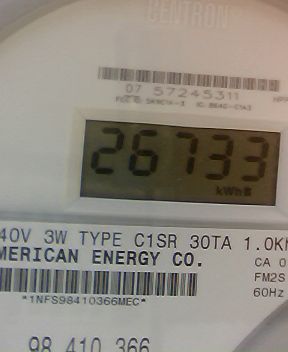 CENTRON
07 57245311
26733
kWh
40V 3W TYPE C1SR 30TA 1.0K
MERICAN ENERGY CO.
CA 0
FM2S
60Hz
*1NFS98410366MEC*
98 410 366